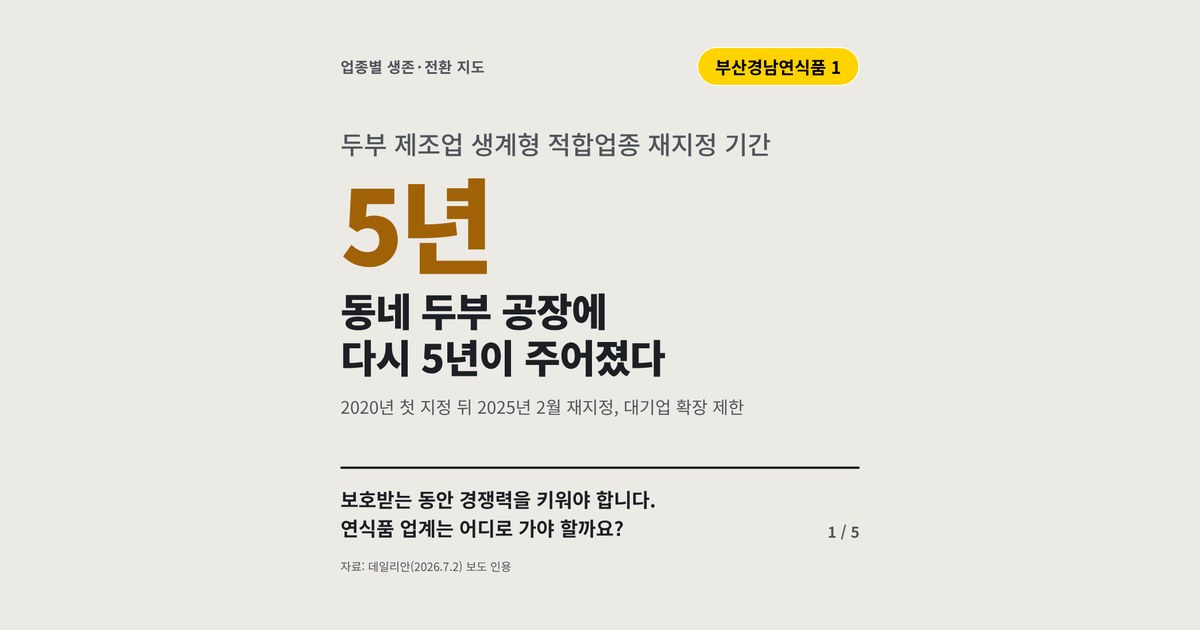 업종별 생존·전환 지도
부산경남연식품 1
두부 제조업 생계형 적합업종 재지정 기간
5년
동네 두부 공장에
다시 5년이 주어졌다
2020년 첫 지정 뒤 2025년 2월 재지정, 대기업 확장 제한
보호받는 동안 경쟁력을 키워야 합니다.
연식품 업계는 어디로 가야 할까요?
1 / 5
자료: 데일리안(2026.7.2) 보도 인용